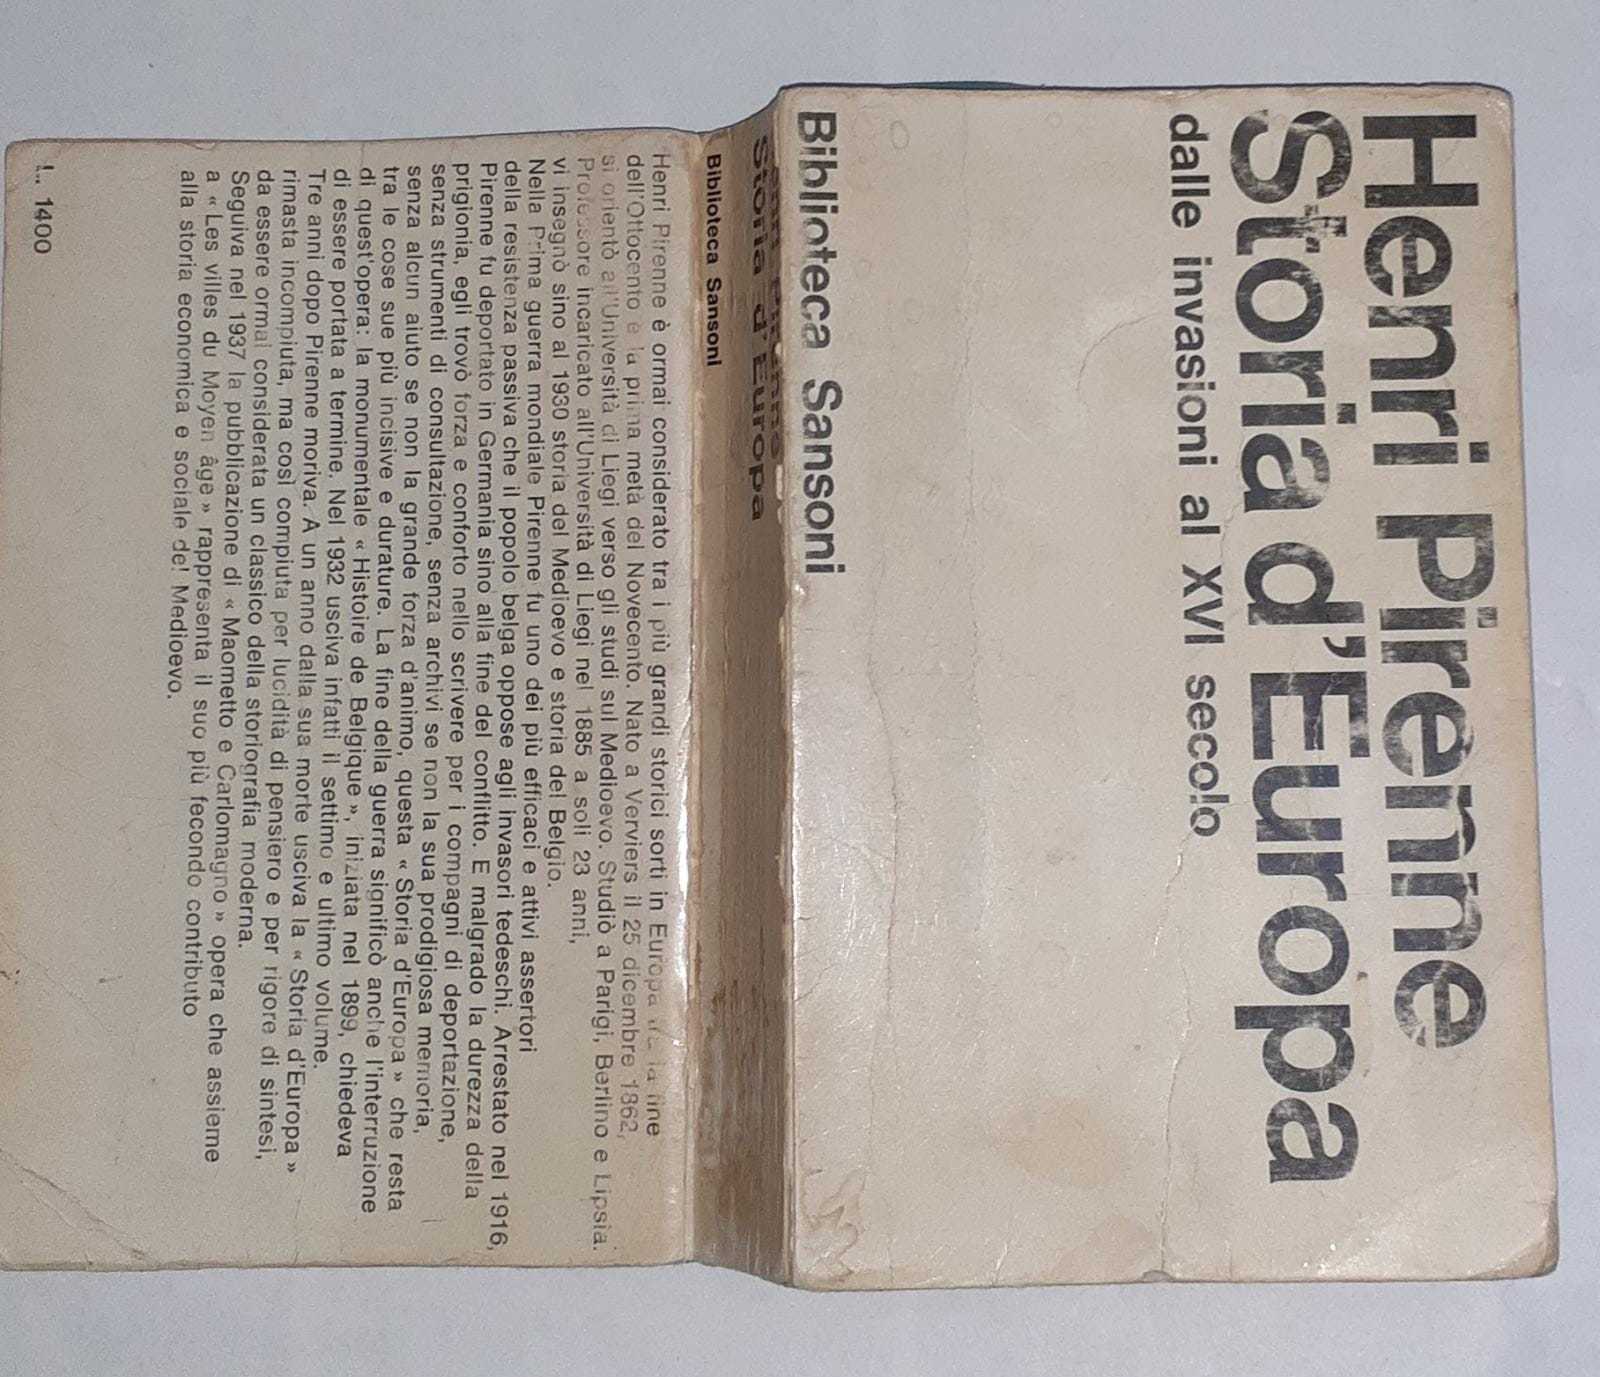 Henri Pirenne
Storia d'Europa
dalle invasioni al XVI secolo
Biblioteca Sansoni
Henri Pirenne
Storia d'Europa
Biblioteca Sansoni
Henri Pirenne è ormai considerato tra i più grandi storici sorti in Europa tra la fine
dell'Ottocento e la prima metà del Novecento. Nato a Verviers il 25 dicembre 1862,
si orientò all'Università di Liegi verso gli studi sul Medioevo. Studiò a Parigi, Berlino e Lipsia.
Professore incaricato all'Università di Liegi nel 1885 a soli 23 anni,
vi insegnò sino al 1930 storia del Medioevo e storia del Belgio.
Nella Prima guerra mondiale Pirenne fu uno dei più efficaci e attivi assertori
della resistenza passiva che il popolo belga oppose agli invasori tedeschi. Arrestato nel 1916,
Pirenne fu deportato in Germania sino alla fine del conflitto. E malgrado la durezza della
prigionia, egli trovò forza e conforto nello scrivere per i compagni di deportazione,
senza strumenti di consultazione, senza archivi se non la sua prodigiosa memoria,
senza alcun aiuto se non la grande forza d'animo, questa « Storia d'Europa » che resta
tra le cose sue più incisive e durature. La fine della guerra significò anche l'interruzione
di quest'opera: la monumentale « Histoire de Belgique », iniziata nel 1899, chiedeva
di essere portata a termine. Nel 1932 usciva infatti il settimo e ultimo volume.
Tre anni dopo Pirenne moriva. A un anno dalla sua morte usciva la « Storia d'Europa »
rimasta incompiuta, ma così compiuta per lucidità di pensiero e per rigore di sintesi,
da essere ormai considerata un classico della storiografia moderna.
Seguiva nel 1937 la pubblicazione di « Maometto e Carlomagno » opera che assieme
a « Les villes du Moyen âge » rappresenta il suo più fecondo contributo
alla storia economica e sociale del Medioevo.
L. 1400